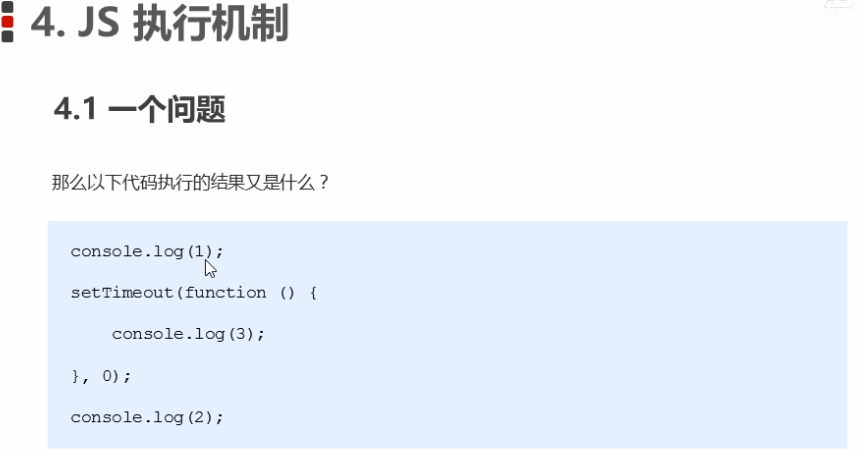 4. JS 执行机制
4.1 一个问题
那么以下代码执行的结果又是什么？
console.log(1);
setTimeout(function () {
console.log(3);
}, 0);
console.log(2);